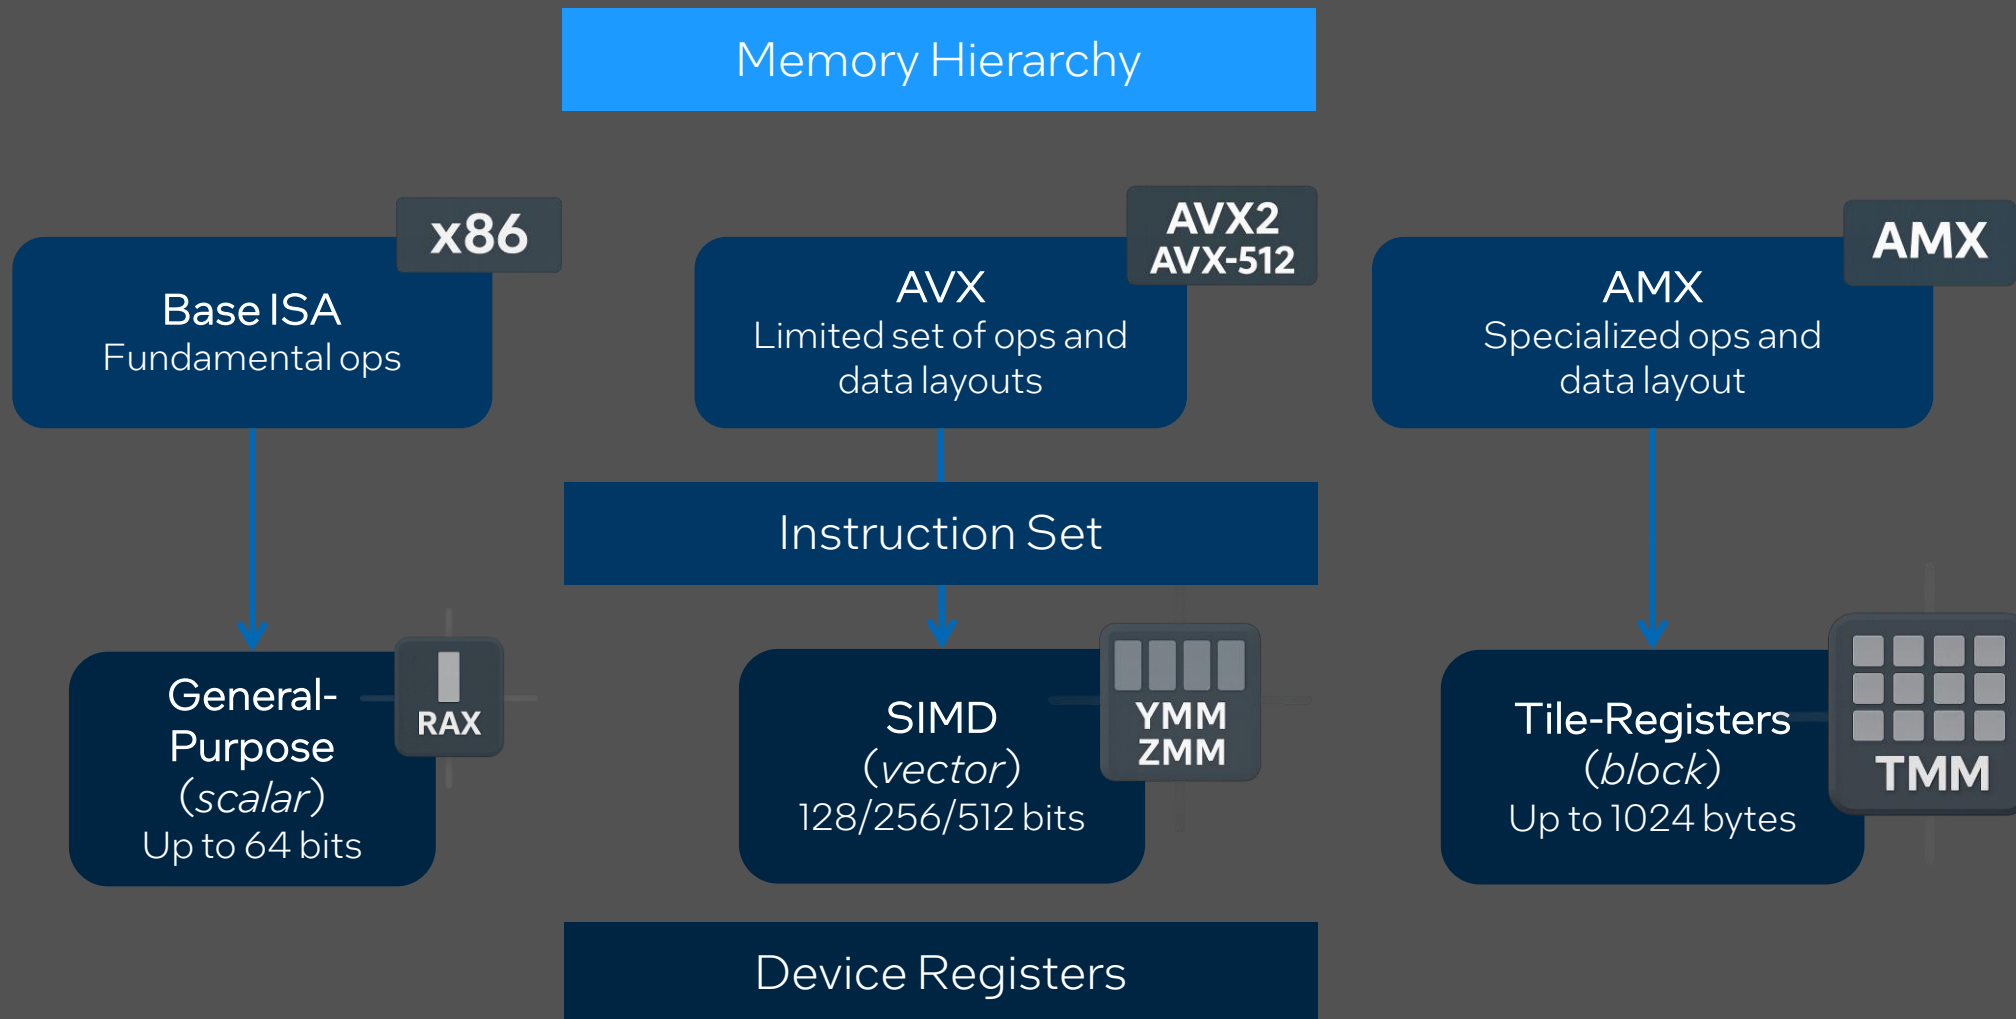 Memory Hierarchy
x86
Base ISA
Fundamental ops
AVX2
AVX-512
AVX
Limited set of ops and
data layouts
AMX
AMX
Specialized ops and
data layout
Instruction Set
General-
Purpose
(scalar)
Up to 64 bits
RAX
SIMD
(vector)
128/256/512 bits
YMM
ZMM
Tile-Registers
(block)
Up to 1024 bytes
TMM
Device Registers